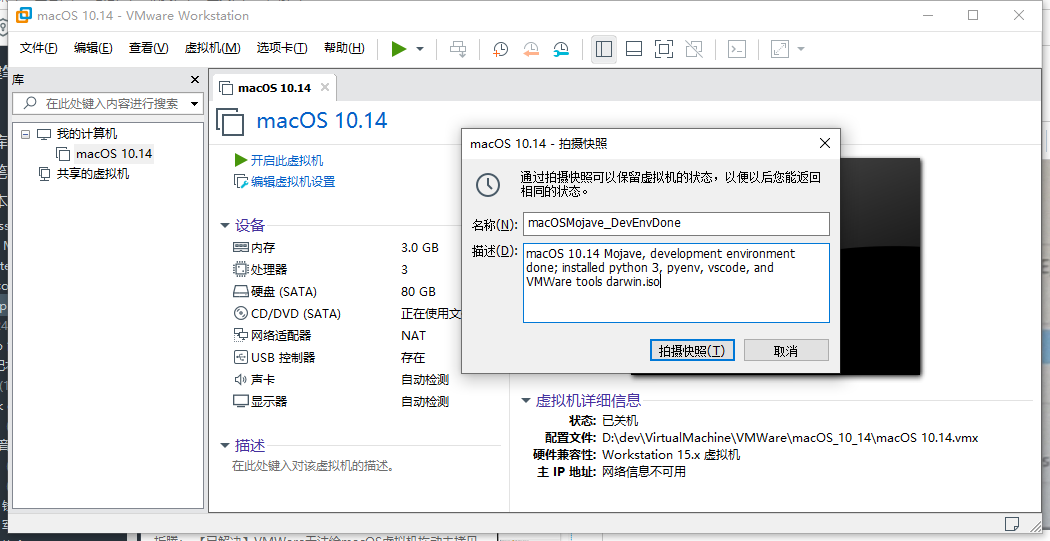 macOS 10.14 - VMware Workstation
文件(F) 编辑(E) 查看(V) 虚拟机(M) 选项卡(T) 帮助(H)
库
在此处键入内容进行搜索
我的计算机
macOS 10.14
共享的虚拟机
macOS 10.14
macOS 10.14
开启此虚拟机
编辑虚拟机设置
设备
内存 3.0 GB
处理器 3
硬盘 (SATA) 80 GB
CD/DVD (SATA) 正在使用文
网络适配器 NAT
USB 控制器 存在
声卡 自动检测
显示器 自动检测
描述
在此处键入对该虚拟机的描述。
macOS 10.14 - 拍摄快照
通过拍摄快照可以保留虚拟机的状态，以便以后您能返回
相同的状态。
名称(N): macOSMojave_DevEnvDone
描述(D): macOS 10.14 Mojave, development environment
done; installed python 3, pyenv, vscode, and
VMWare tools darwin.iso
拍摄快照(T) 取消
虚拟机详细信息
状态: 已关机
配置文件: D:\dev\VirtualMachine\VMWare\macOS_10_14\macOS 10.14.vmx
硬件兼容性: Workstation 15.x 虚拟机
主 IP 地址: 网络信息不可用